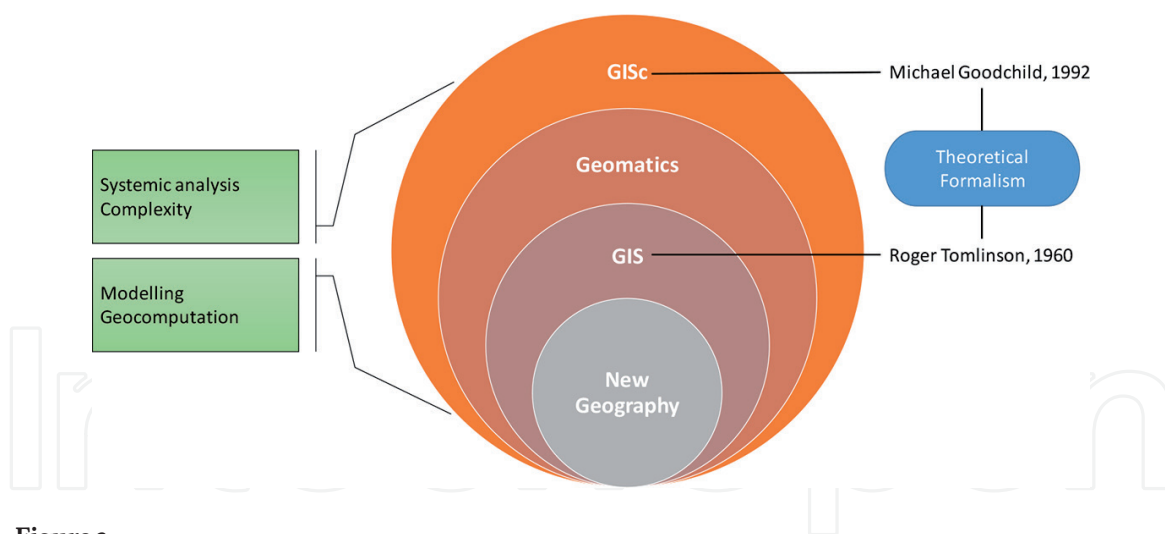 GISc
Michael Goodchild, 1992
Geomatics
Theoretical
Formalism
Systemic analysis
Complexity
GIS
Roger Tomlinson, 1960
Modelling
Geocomputation
New
Geography